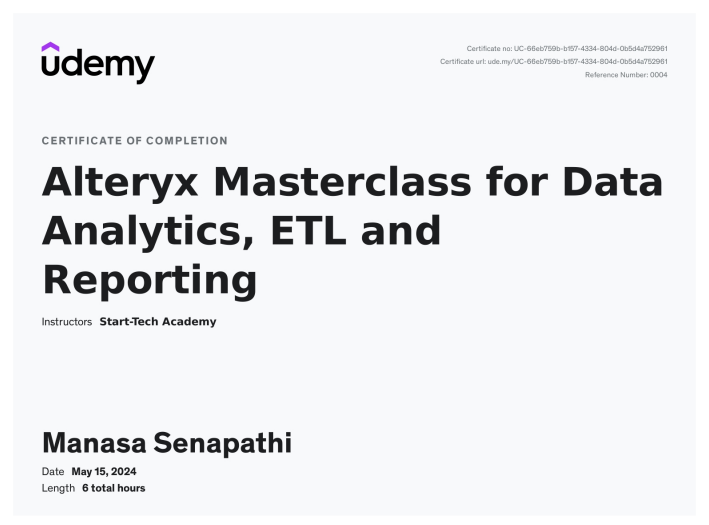 udemy
Certificate no: UC-66eb759b-b157-4334-804d-0b5d4a752961
Certificate url: ude.my/UC-66eb759b-b157-4334-804d-0b5d4a752961
Reference Number: 0004
CERTIFICATE OF COMPLETION
Alteryx Masterclass for Data
Analytics, ETL and
Reporting
Instructors Start-Tech Academy
Manasa Senapathi
Date May 15, 2024
Length 6 total hours